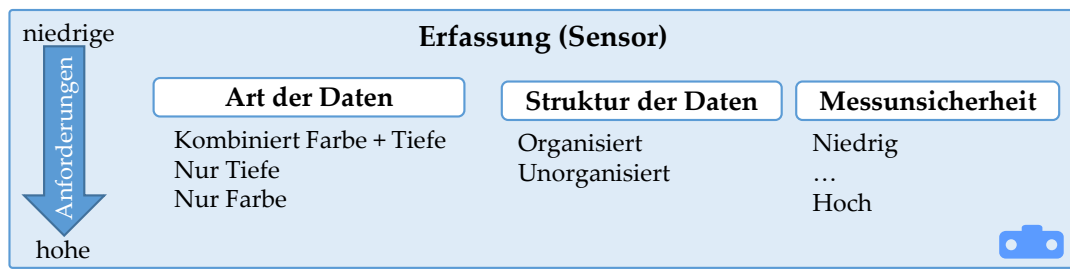 niedrige
Erfassung (Sensor)
Anforderungen
hohe
Art der Daten
Kombiniert Farbe + Tiefe
Nur Tiefe
Nur Farbe
Struktur der Daten
Organisiert
Unorganisiert
Messunsicherheit
Niedrig
…
Hoch